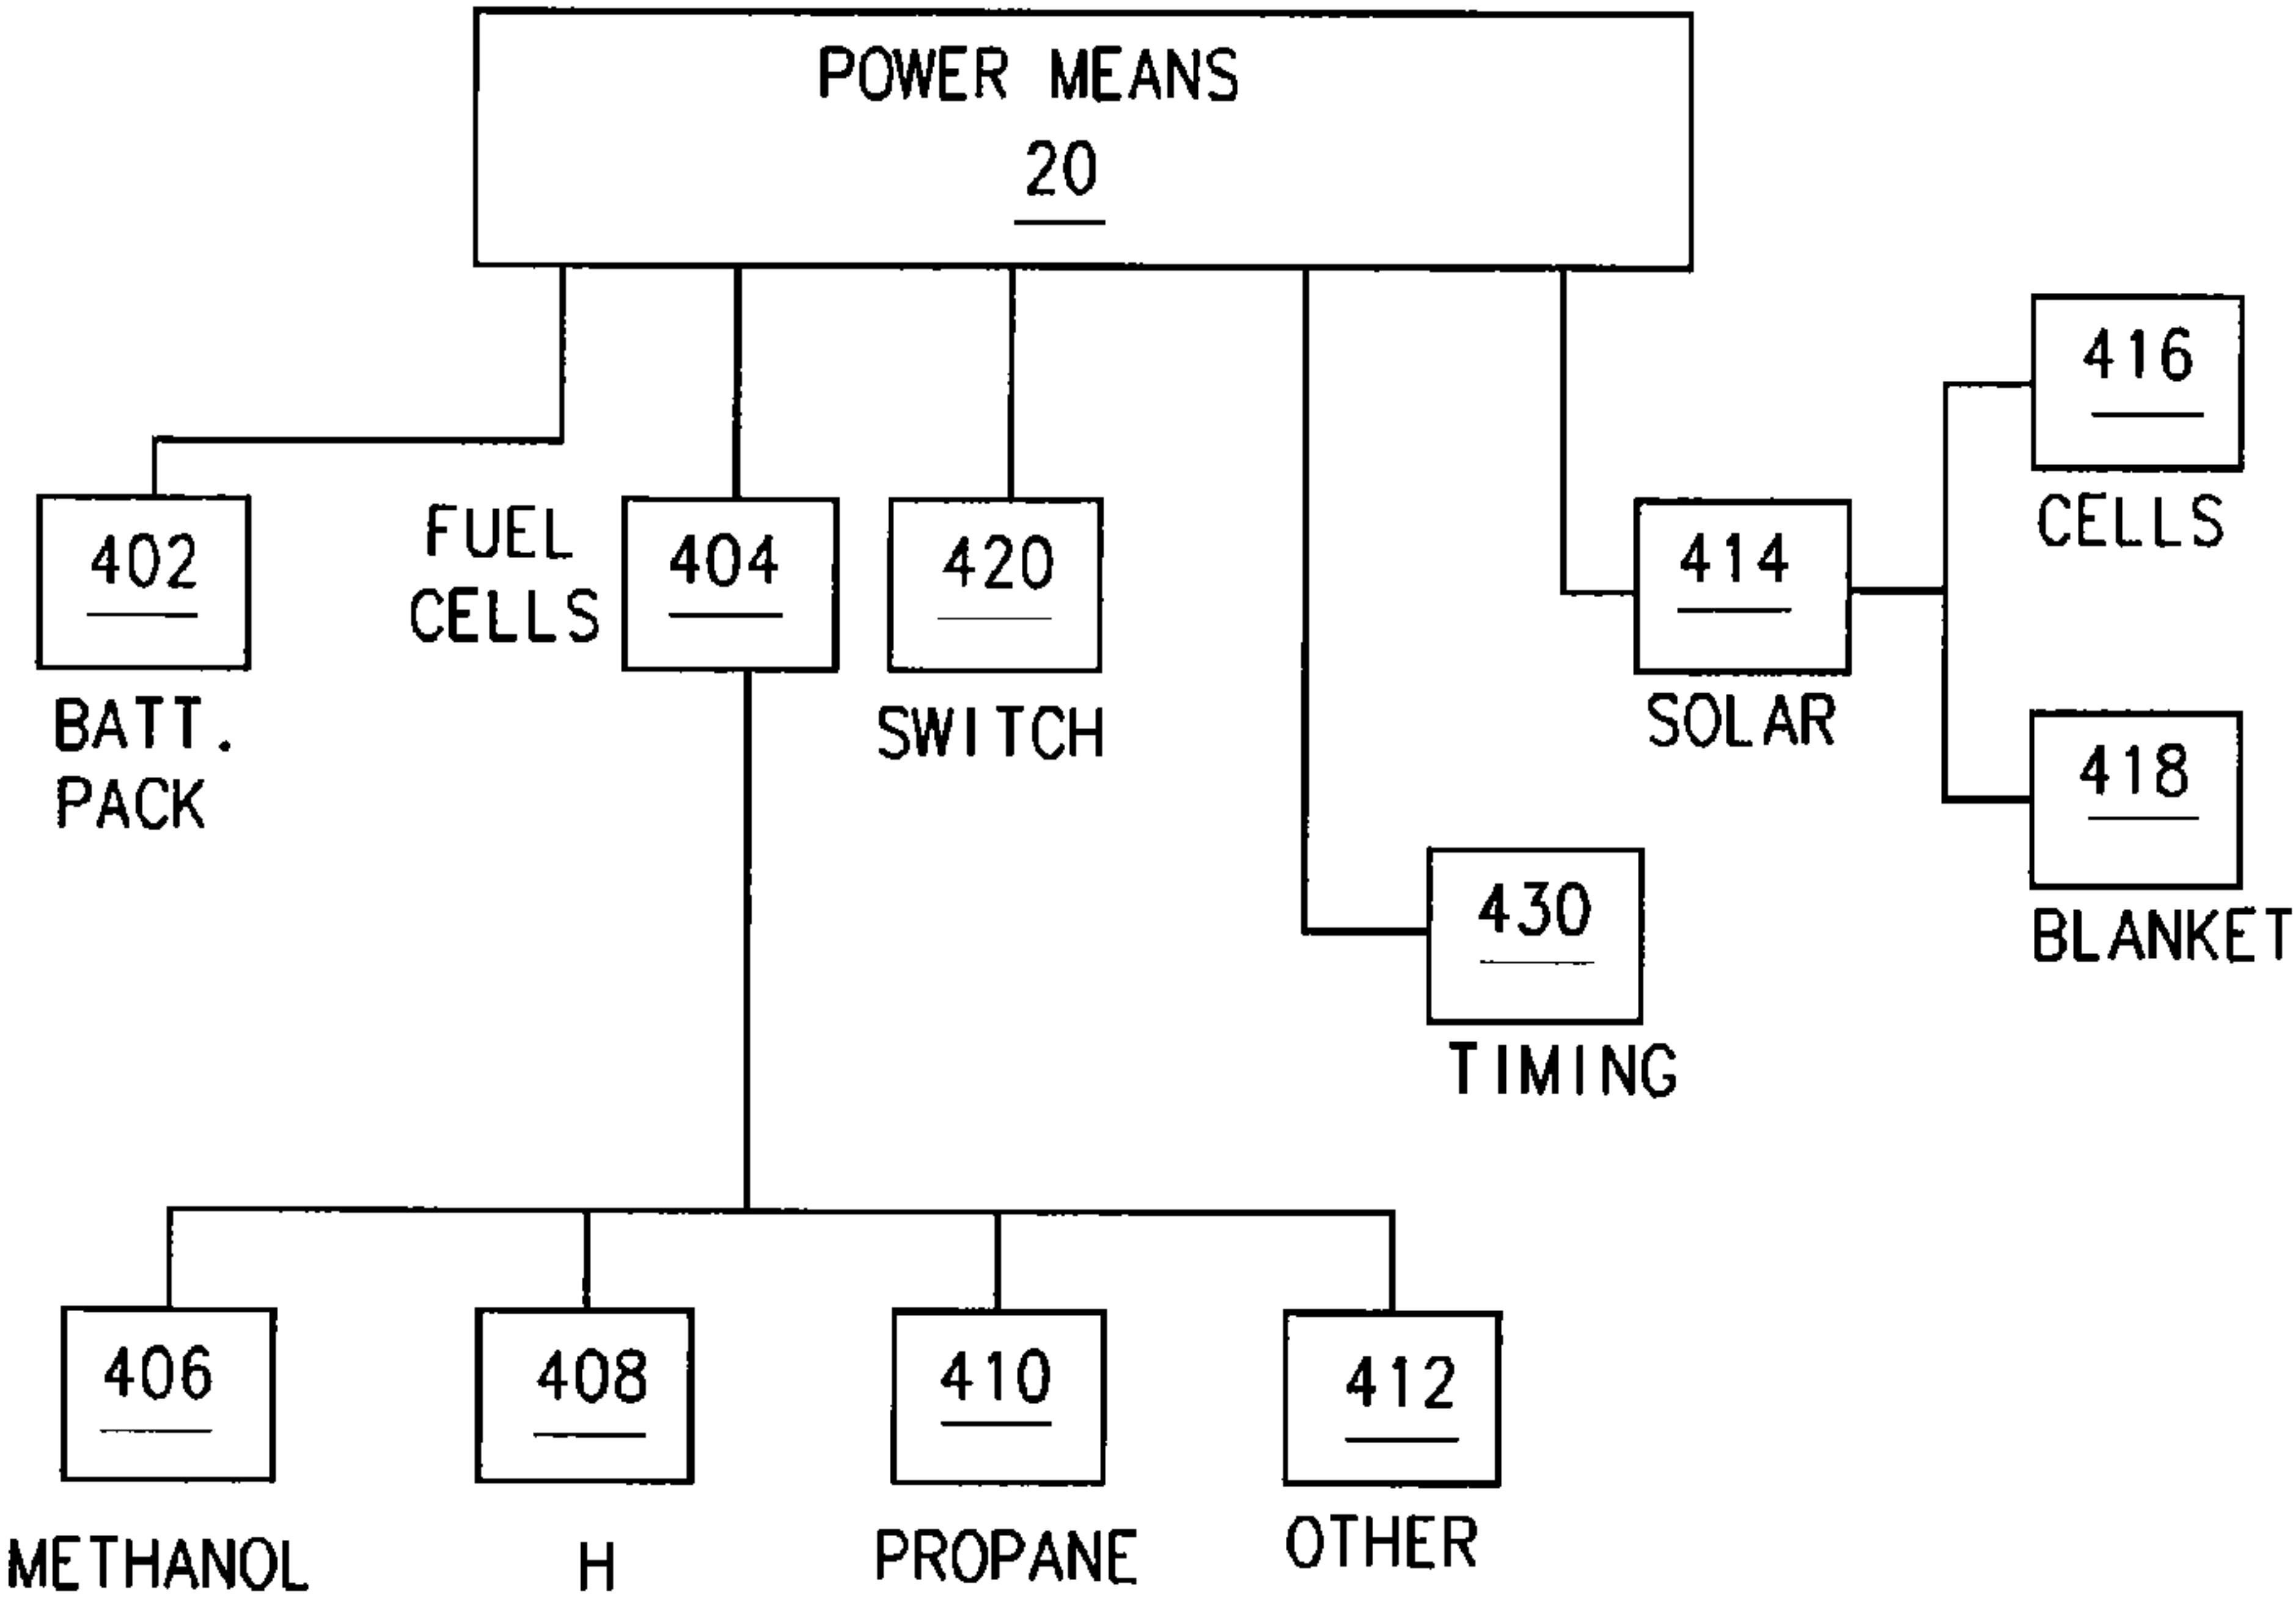 POWER MEANS
20
416
CELLS
402
BATT.
PACK
FUEL
CELLS
404
420
SWITCH
414
SOLAR
418
BLANKET
430
TIMING
406
METHANOL
408
H
410
PROPANE
412
OTHER